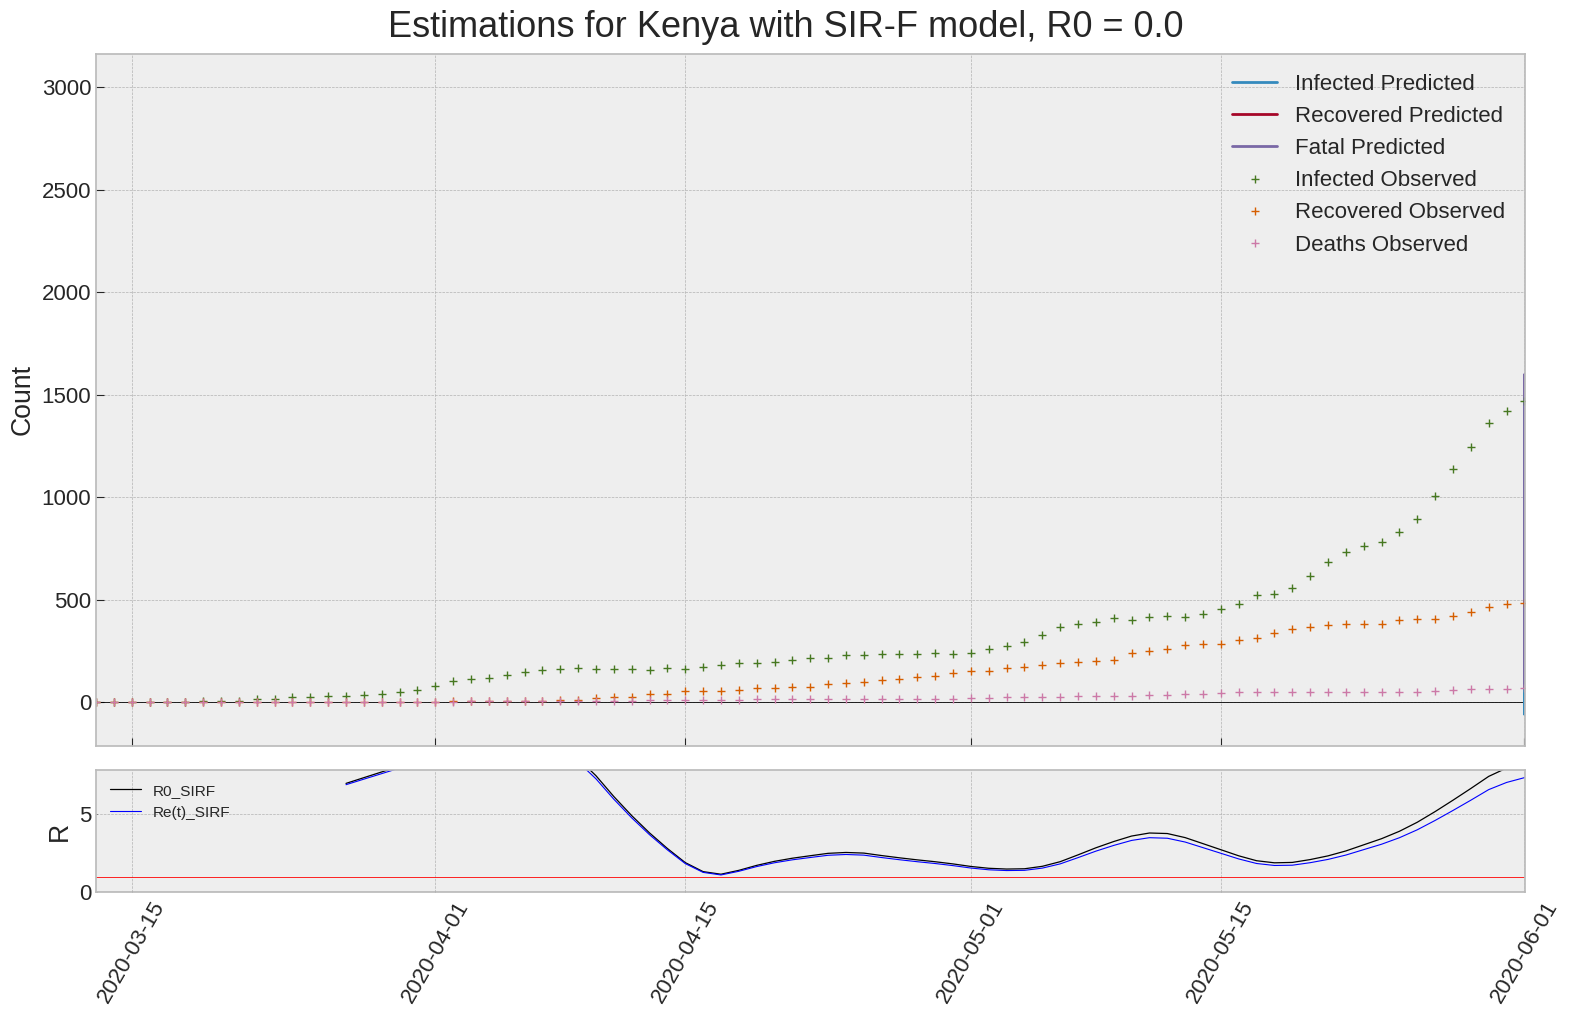 Estimations for Kenya with SIR-F model, R0 = 0.0
3000
2500
2000
1500
1000
500
0
Count
Infected Predicted
Recovered Predicted
Fatal Predicted
Infected Observed
Recovered Observed
Deaths Observed
R0_SIRF
Re(t)_SIRF
5
0
R
2020-03-15
2020-04-01
2020-04-15
2020-05-01
2020-05-15
2020-06-01